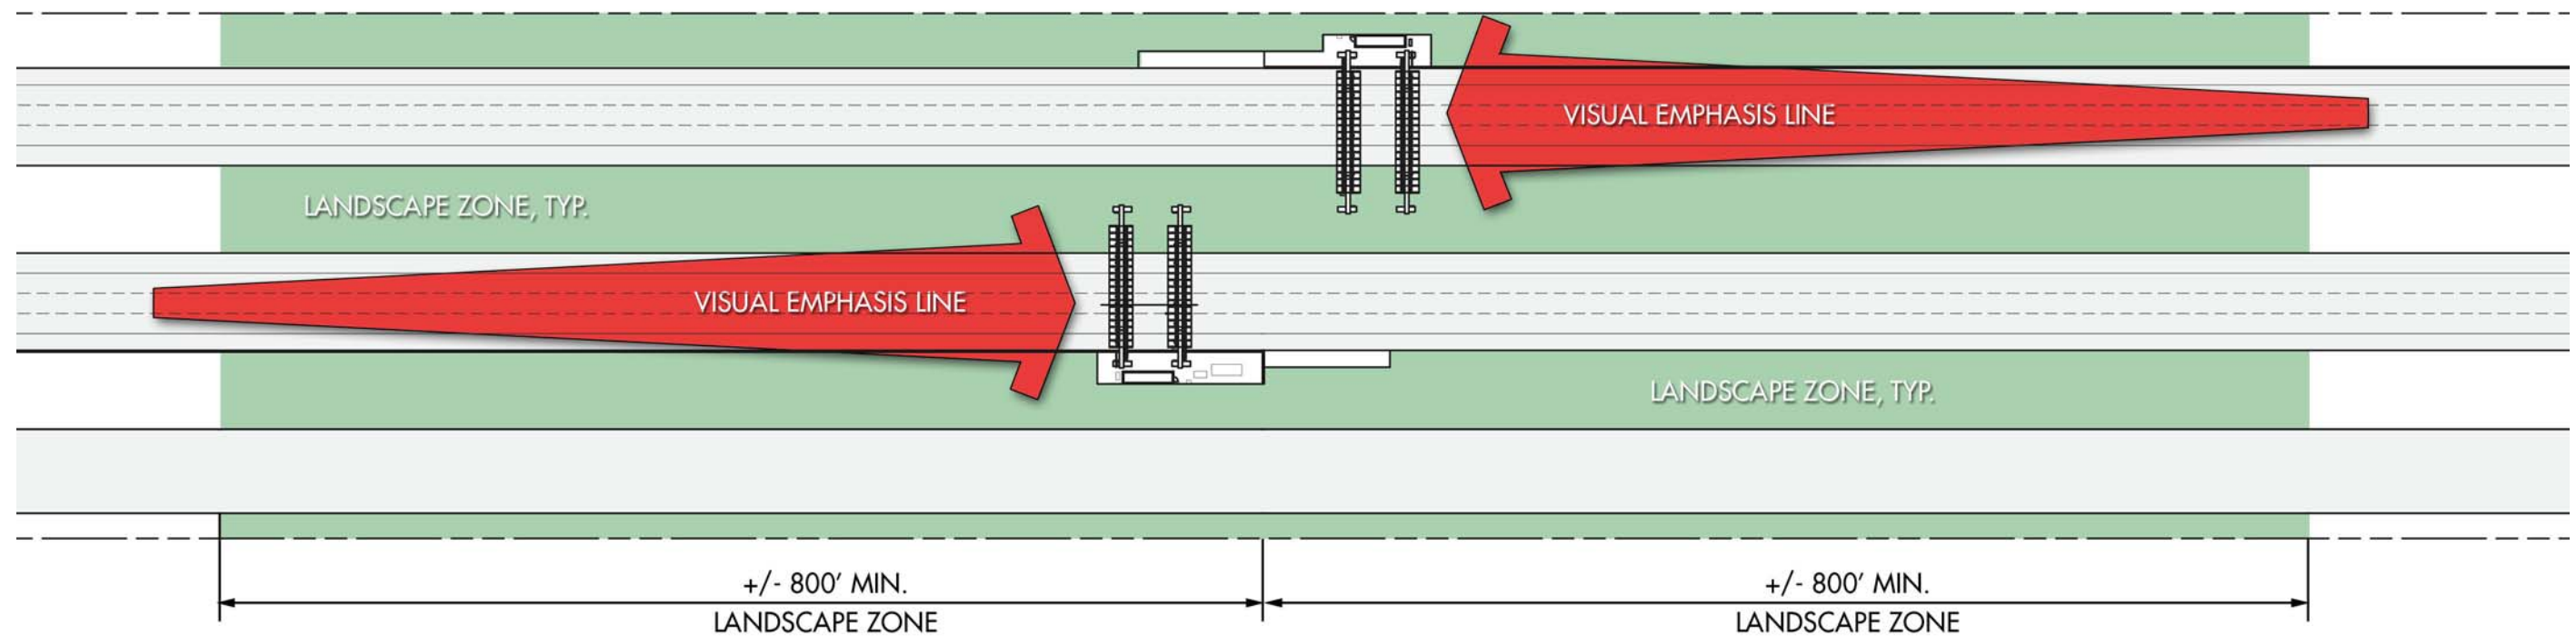 VISUAL EMPHASIS LINE
LANDSCAPE ZONE, TYP.
VISUAL EMPHASIS LINE
LANDSCAPE ZONE, TYP.
+/- 800' MIN.
LANDSCAPE ZONE
+/- 800' MIN.
LANDSCAPE ZONE